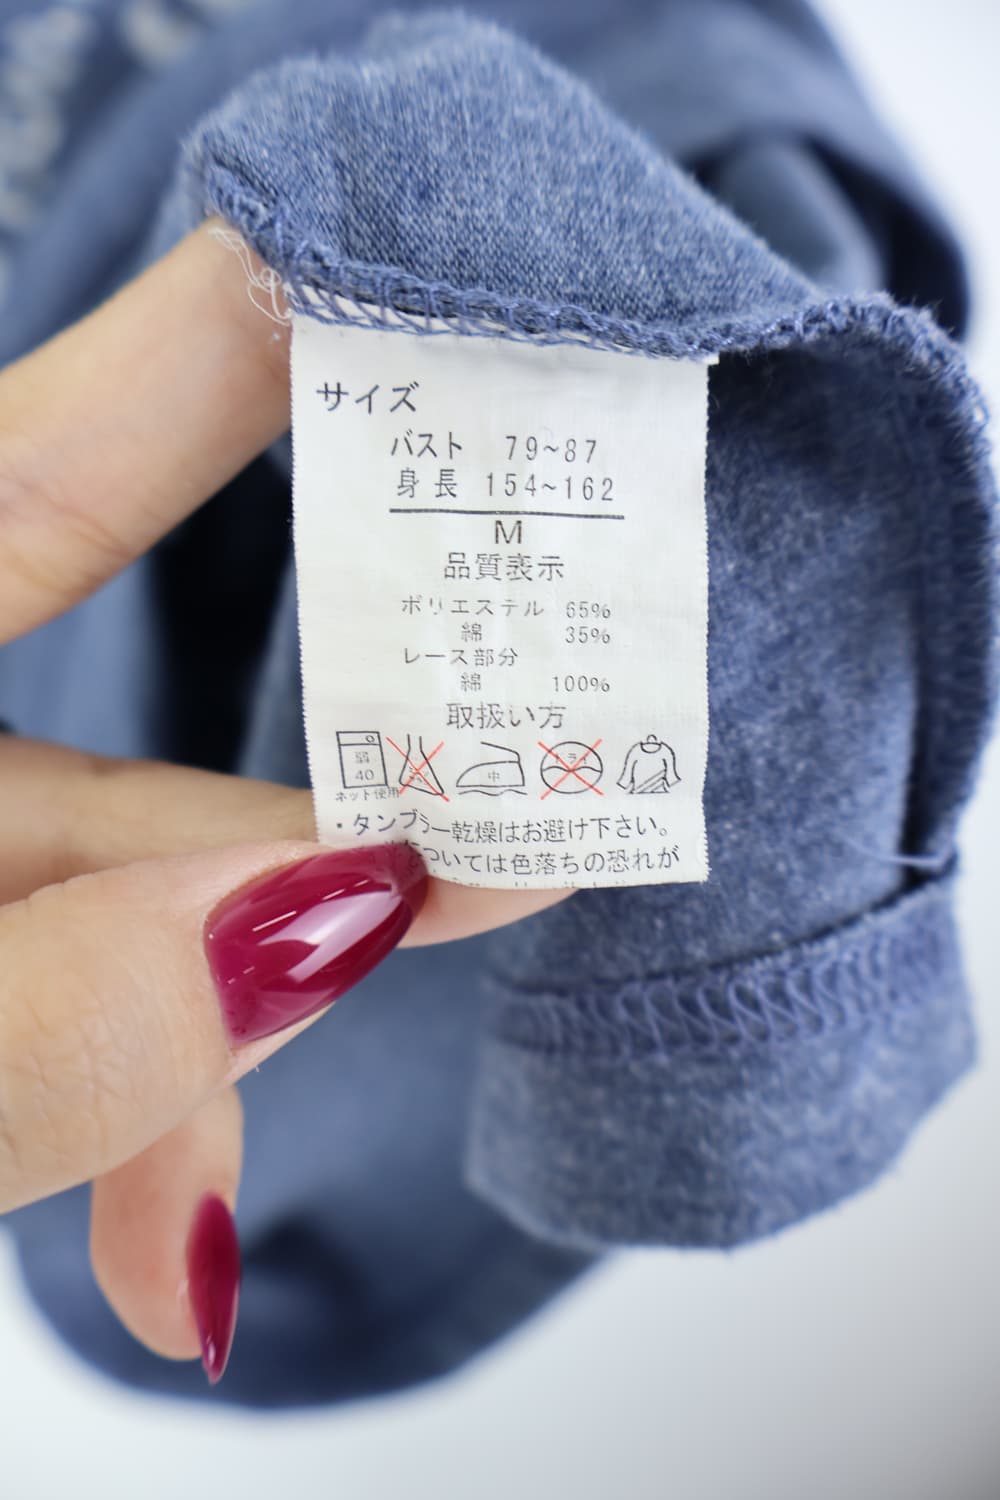 サイズ
バスト 79~87
身長 154~162
M
品質表示
ポリエステル 65%
綿 35%
レース部分
綿 100%
取扱い方
弱
40
中
ドライ
ネット使用
・タンブラー乾燥はお避け下さい。
ついては色落ちの恐れが